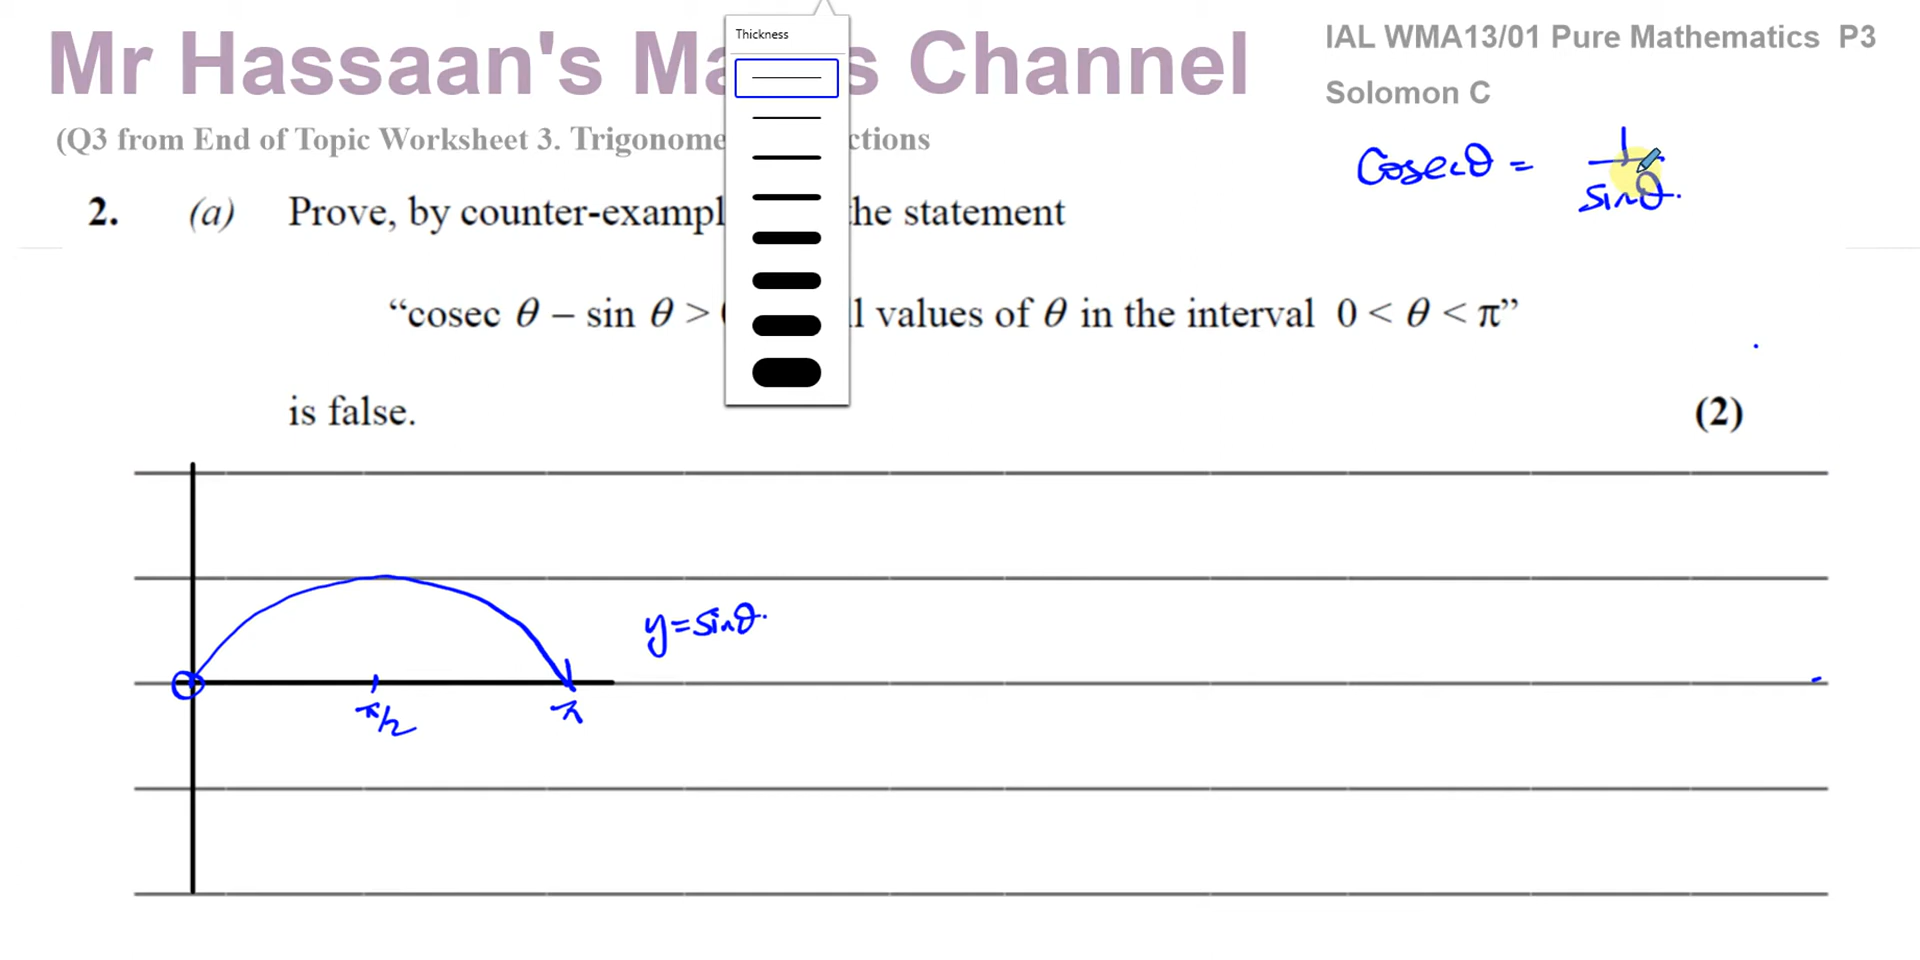 Thickness
Mr Hassaan's Ma s Channel
IAL WMA13/01 Pure Mathematics P3
Solomon C
(Q3 from End of Topic Worksheet 3. Trigonome ctions
Cosecθ = 1/sinθ.
2. (a) Prove, by counter-exampl he statement
“cosec θ – sin θ > l values of θ in the interval 0 < θ < π”
is false.
(2)
y = sinθ.
π/2
π